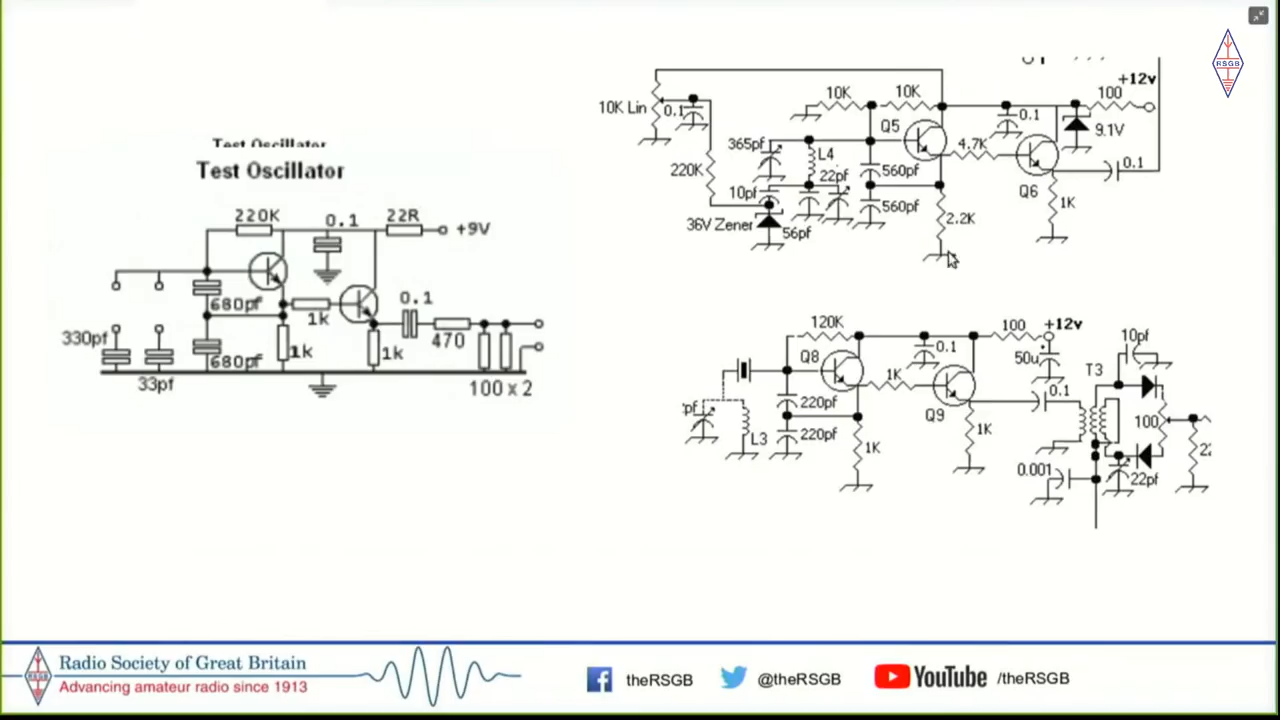 RSGB
Test Oscillator
Test Oscillator
220K
0.1
22R
+9V
680pf
1k
0.1
330pf
680pf
1k
1k
470
33pf
100 x 2
+12v
10K
10K
100
10K Lin
0.1
0.1
Q5
9.1V
365pf
4.7K
L4
220K
22pf
560pf
0.1
10pf
Q6
560pf
1K
36V Zener
56pf
2.2K
120K
100
+12v
10pf
Q8
0.1
50u
T3
1K
0.1
pf
220pf
Q9
100
220pf
1K
L3
1K
0.001
22pf
Radio Society of Great Britain
Advancing amateur radio since 1913
theRSGB
@theRSGB
YouTube /theRSGB